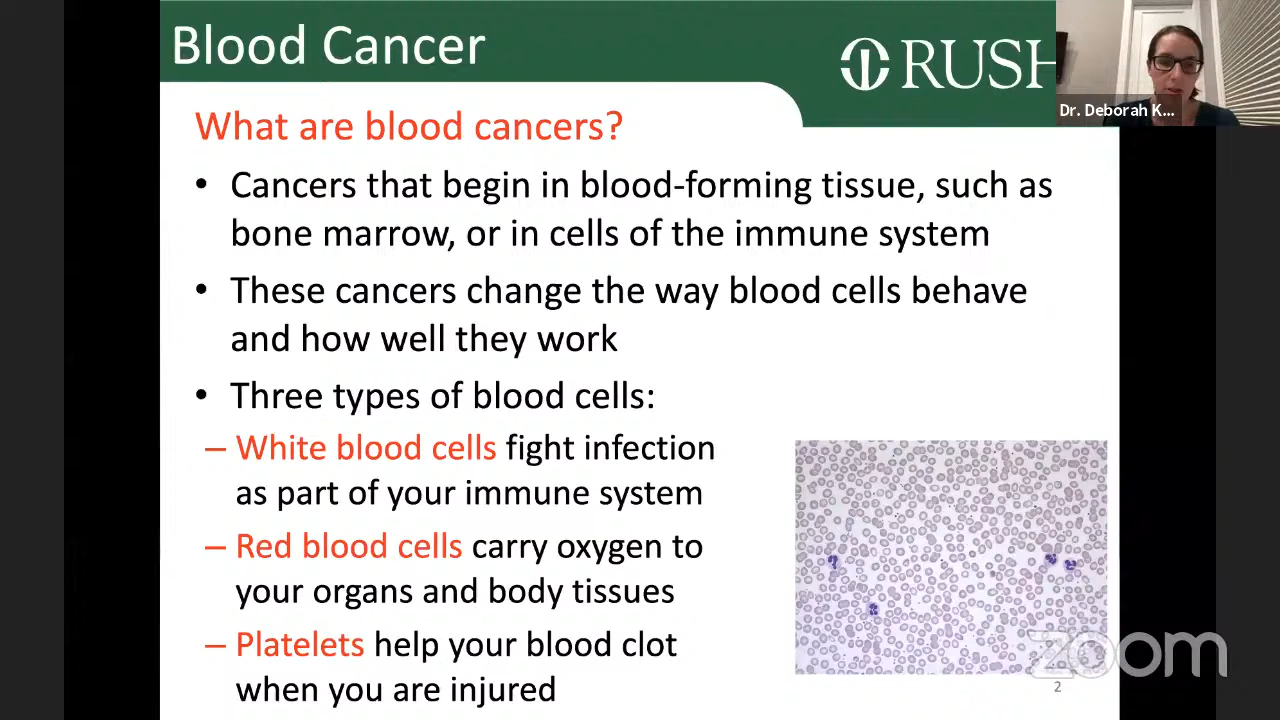 Blood Cancer
RUSH
Dr. Deborah K...
What are blood cancers?
• Cancers that begin in blood-forming tissue, such as
bone marrow, or in cells of the immune system
• These cancers change the way blood cells behave
and how well they work
• Three types of blood cells:
– White blood cells fight infection
as part of your immune system
– Red blood cells carry oxygen to
your organs and body tissues
– Platelets help your blood clot
when you are injured
zoom
2